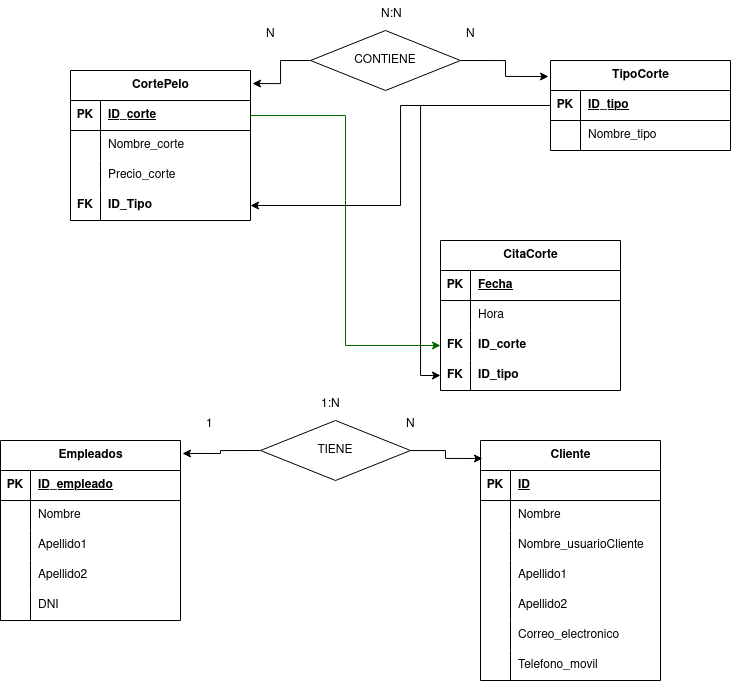 N:N
N
N
CONTIENE
CortePelo
PK ID_corte
Nombre_corte
Precio_corte
FK ID_Tipo
TipoCorte
PK ID_tipo
Nombre_tipo
CitaCorte
PK Fecha
Hora
FK ID_corte
FK ID_tipo
1:N
1
N
TIENE
Empleados
PK ID_empleado
Nombre
Apellido1
Apellido2
DNI
Cliente
PK ID
Nombre
Nombre_usuarioCliente
Apellido1
Apellido2
Correo_electronico
Telefono_movil